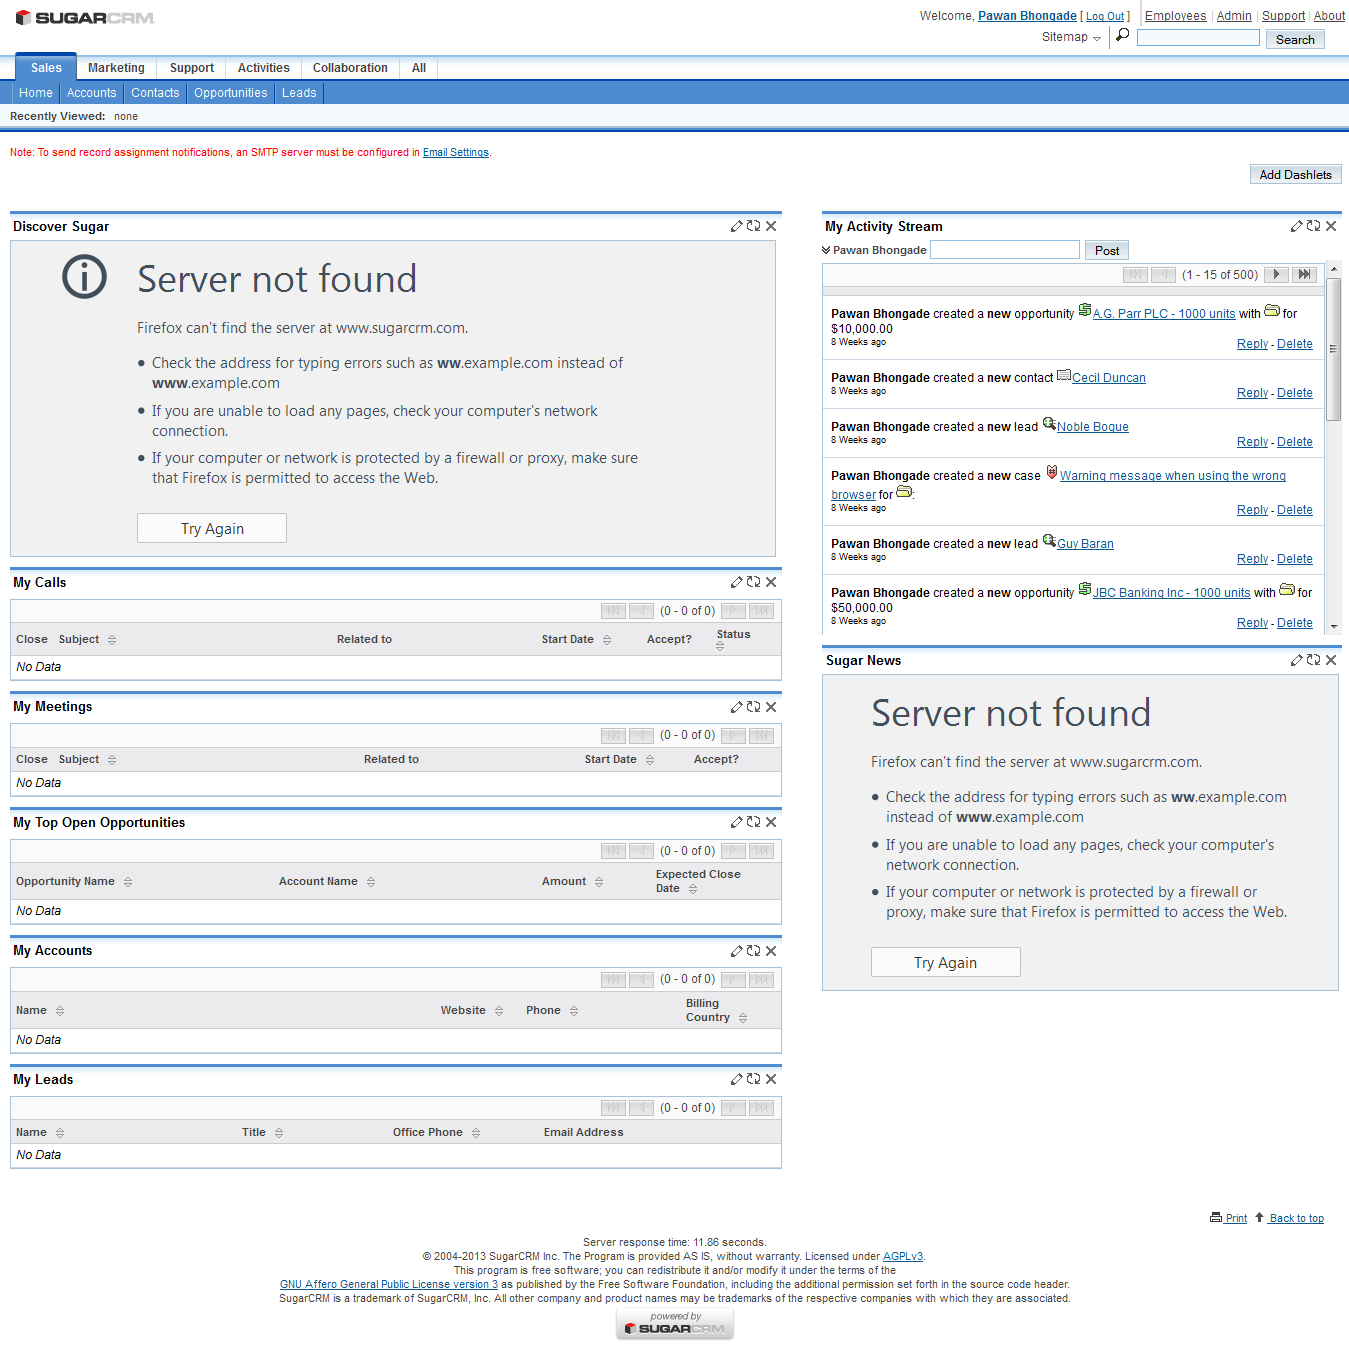 SUGARCRM
Welcome, Pawan Bhongade [ Log Out ] Employees | Admin | Support | About
Sitemap Search
Sales Marketing Support Activities Collaboration All
Home Accounts Contacts Opportunities Leads
Recently Viewed: none
Note: To send record assignment notifications, an SMTP server must be configured in Email Settings.
Add Dashlets
Discover Sugar
Server not found
Firefox can't find the server at www.sugarcrm.com.
• Check the address for typing errors such as ww.example.com instead of
www.example.com
• If you are unable to load any pages, check your computer's network
connection.
• If your computer or network is protected by a firewall or proxy, make sure
that Firefox is permitted to access the Web.
Try Again
My Calls
(0 - 0 of 0)
Close Subject Related to Start Date Accept? Status
No Data
My Meetings
(0 - 0 of 0)
Close Subject Related to Start Date Accept?
No Data
My Top Open Opportunities
(0 - 0 of 0)
Opportunity Name Account Name Amount Expected Close
Date
No Data
My Accounts
(0 - 0 of 0)
Name Website Phone Billing
Country
No Data
My Leads
(0 - 0 of 0)
Name Title Office Phone Email Address
No Data
My Activity Stream
Pawan Bhongade Post
(1 - 15 of 500)
Pawan Bhongade created a new opportunity A.G. Parr PLC - 1000 units with for
$10,000.00
8 Weeks ago
Reply - Delete
Pawan Bhongade created a new contact Cecil Duncan
8 Weeks ago
Reply - Delete
Pawan Bhongade created a new lead Noble Bogue
8 Weeks ago
Reply - Delete
Pawan Bhongade created a new case Warning message when using the wrong
browser for :
8 Weeks ago
Reply - Delete
Pawan Bhongade created a new lead Guy Baran
8 Weeks ago
Reply - Delete
Pawan Bhongade created a new opportunity JBC Banking Inc - 1000 units with for
$50,000.00
8 Weeks ago
Reply - Delete
Sugar News
Server not found
Firefox can't find the server at www.sugarcrm.com.
• Check the address for typing errors such as ww.example.com
instead of www.example.com
• If you are unable to load any pages, check your computer's
network connection.
• If your computer or network is protected by a firewall or
proxy, make sure that Firefox is permitted to access the Web.
Try Again
Print Back to top
Server response time: 11.86 seconds.
© 2004-2013 SugarCRM Inc. The Program is provided AS IS, without warranty. Licensed under AGPLv3.
This program is free software; you can redistribute it and/or modify it under the terms of the
GNU Affero General Public License version 3 as published by the Free Software Foundation, including the additional permission set forth in the source code header.
SugarCRM is a trademark of SugarCRM, Inc. All other company and product names may be trademarks of the respective companies with which they are associated.
powered by
SUGARCRM.